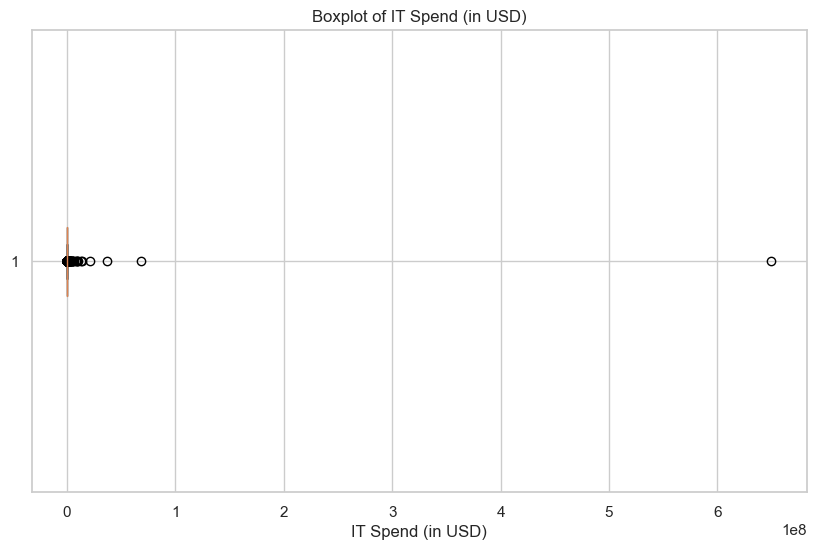 Boxplot of IT Spend (in USD)
1
0 1 2 3 4 5 6
1e8
IT Spend (in USD)